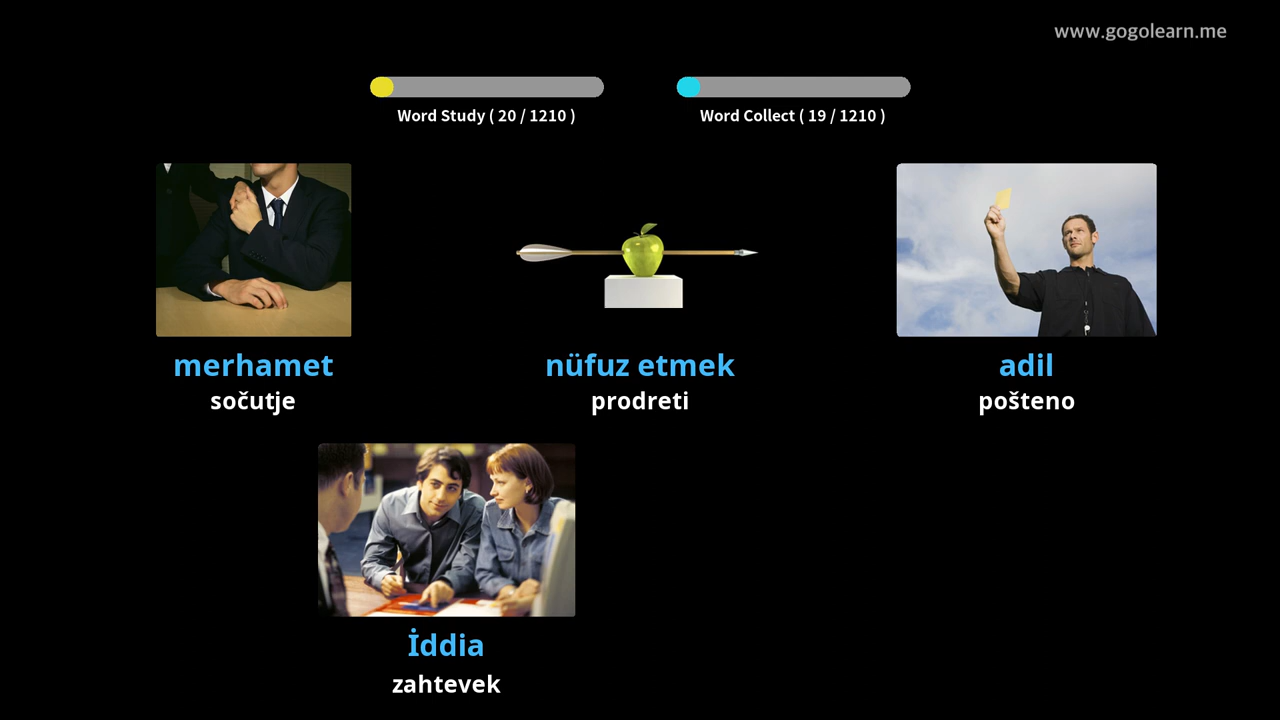 www.gogolearn.me
Word Study ( 20 / 1210 )
Word Collect ( 19 / 1210 )
merhamet
sočutje
nüfuz etmek
prodreti
adil
pošteno
İddia
zahtevek